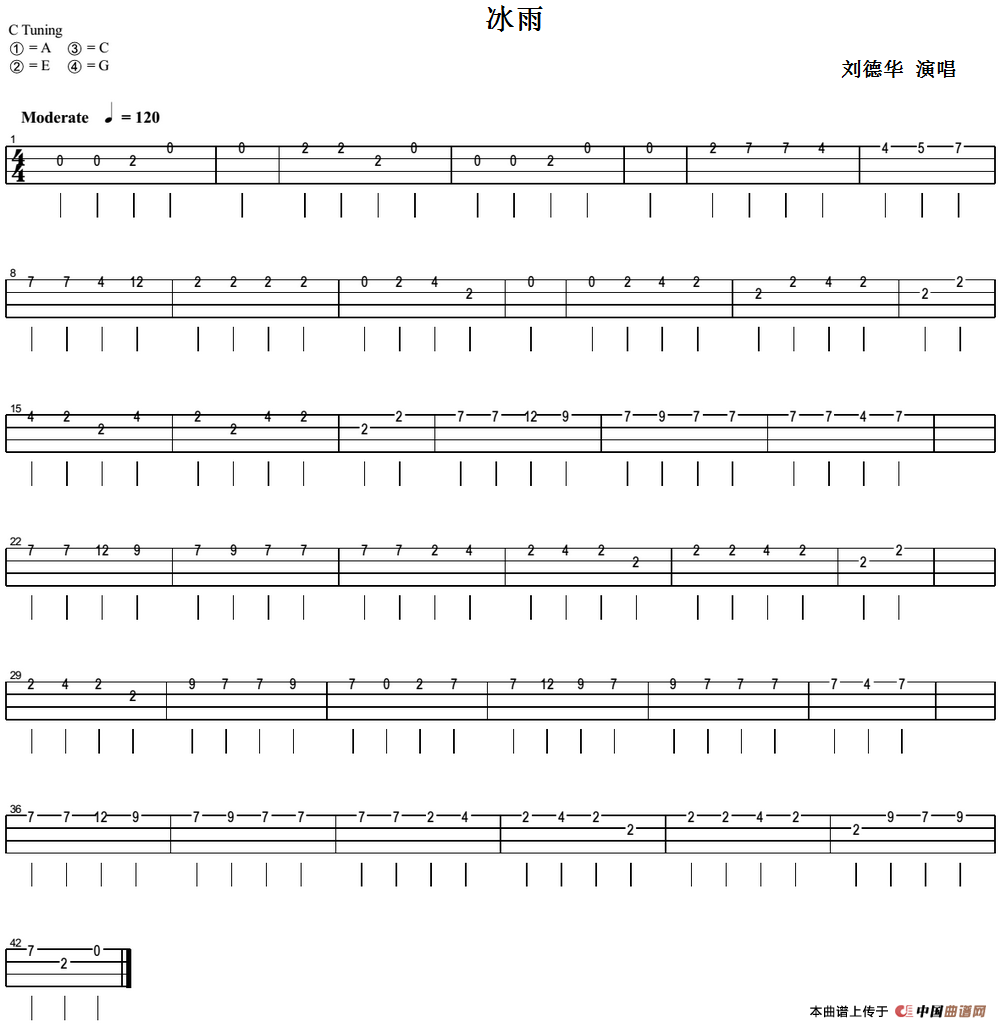 冰雨
C Tuning
① = A ③ = C
② = E ④ = G
刘德华 演唱
Moderate ♩ = 120
1
4 4
0 0 2 0 0 2 2 2 0 0 0 2 0 0 2 7 7 4 4 5 7
8
7 7 4 12 2 2 2 2 0 2 4 2 0 0 2 4 2 2 2 4 2 2 2
15
4 2 2 4 2 2 4 2 2 2 7 7 12 9 7 9 7 7 7 7 4 7
22
7 7 12 9 7 9 7 7 7 7 2 4 2 4 2 2 2 2 4 2 2 2
29
2 4 2 2 9 7 7 9 7 0 2 7 7 12 9 7 9 7 7 7 7 4 7
36
7 7 12 9 7 9 7 7 7 7 2 4 2 4 2 2 2 2 4 2 2 9 7 9
42
7 2 0
本曲谱上传于 中国曲谱网